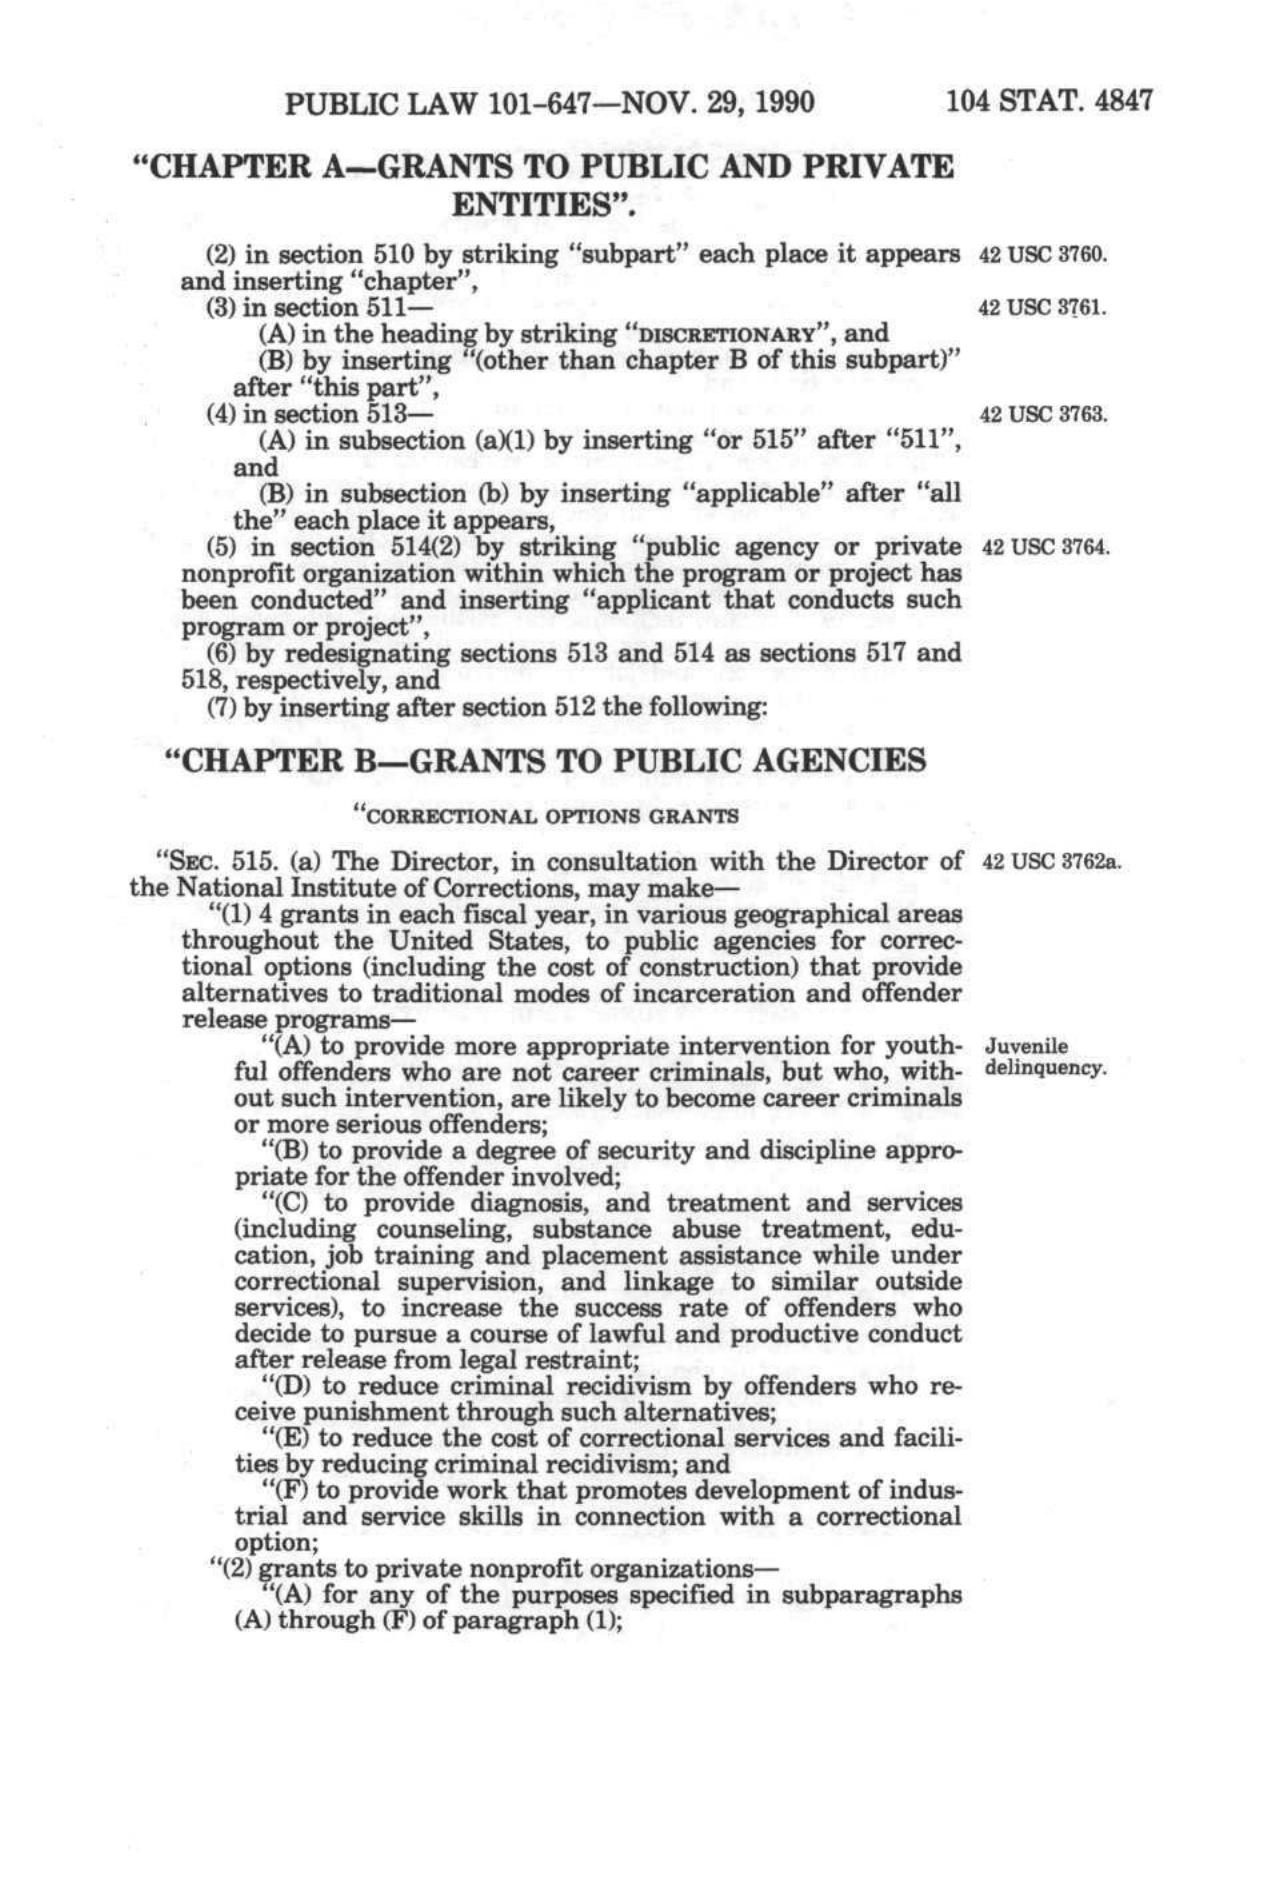 PUBLIC LAW 101–647—NOV. 29, 1990 104 STAT. 4847
“CHAPTER A—GRANTS TO PUBLIC AND PRIVATE
ENTITIES”.
(2) in section 510 by striking “subpart” each place it appears 42 USC 3760.
and inserting “chapter”,
(3) in section 511— 42 USC 3761.
(A) in the heading by striking “DISCRETIONARY”, and
(B) by inserting “(other than chapter B of this subpart)”
after “this part”,
(4) in section 513— 42 USC 3763.
(A) in subsection (a)(1) by inserting “or 515” after “511”,
and
(B) in subsection (b) by inserting “applicable” after “all
the” each place it appears,
(5) in section 514(2) by striking “public agency or private 42 USC 3764.
nonprofit organization within which the program or project has
been conducted” and inserting “applicant that conducts such
program or project”,
(6) by redesignating sections 513 and 514 as sections 517 and
518, respectively, and
(7) by inserting after section 512 the following:
“CHAPTER B—GRANTS TO PUBLIC AGENCIES
“CORRECTIONAL OPTIONS GRANTS
“SEC. 515. (a) The Director, in consultation with the Director of 42 USC 3762a.
the National Institute of Corrections, may make—
“(1) 4 grants in each fiscal year, in various geographical areas
throughout the United States, to public agencies for correc-
tional options (including the cost of construction) that provide
alternatives to traditional modes of incarceration and offender
release programs—
“(A) to provide more appropriate intervention for youth- Juvenile
ful offenders who are not career criminals, but who, with- delinquency.
out such intervention, are likely to become career criminals
or more serious offenders;
“(B) to provide a degree of security and discipline appro-
priate for the offender involved;
“(C) to provide diagnosis, and treatment and services
(including counseling, substance abuse treatment, edu-
cation, job training and placement assistance while under
correctional supervision, and linkage to similar outside
services), to increase the success rate of offenders who
decide to pursue a course of lawful and productive conduct
after release from legal restraint;
“(D) to reduce criminal recidivism by offenders who re-
ceive punishment through such alternatives;
“(E) to reduce the cost of correctional services and facili-
ties by reducing criminal recidivism; and
“(F) to provide work that promotes development of indus-
trial and service skills in connection with a correctional
option;
“(2) grants to private nonprofit organizations—
“(A) for any of the purposes specified in subparagraphs
(A) through (F) of paragraph (1);